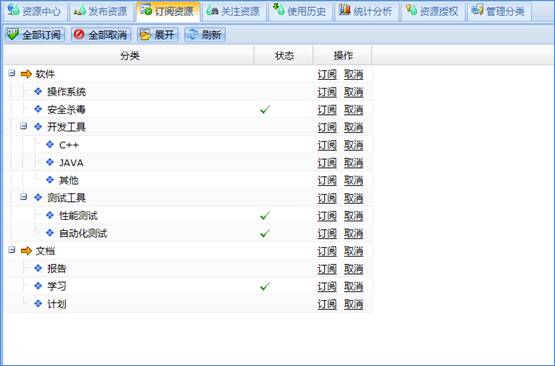 资源中心 发布资源 订阅资源 关注资源 使用历史 统计分析 资源授权 管理分类
全部订阅 全部取消 展开 刷新
分类 状态 操作
软件 订阅 取消
操作系统 订阅 取消
安全杀毒 订阅 取消
开发工具 订阅 取消
C++ 订阅 取消
JAVA 订阅 取消
其他 订阅 取消
测试工具 订阅 取消
性能测试 订阅 取消
自动化测试 订阅 取消
文档 订阅 取消
报告 订阅 取消
学习 订阅 取消
计划 订阅 取消